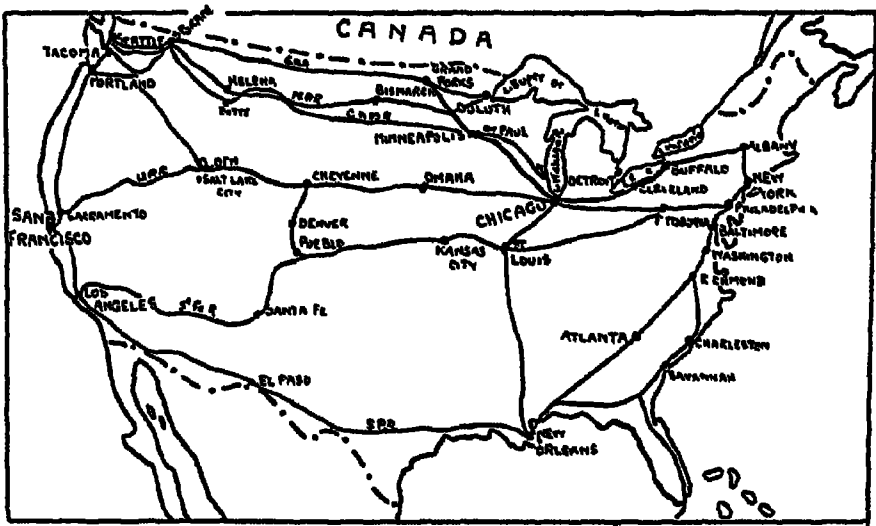 CANADA
SEATTLE
TACOMA
PORTLAND
HELENA
BUTTE
GRAND
FORKS
BISMARCK
DULUTH
MINNEAPOLIS
ST PAUL
OGDEN
SALT LAKE
CITY
CHEYENNE
OMAHA
CHICAGO
DETROIT
CLEVELAND
BUFFALO
ALBANY
NEW
YORK
PHILADELPHIA
BALTIMORE
WASHINGTON
SAN
FRANCISCO
SACRAMENTO
DENVER
PUEBLO
KANSAS
CITY
ST
LOUIS
LOS
ANGELES
SANTA FE
ATLANTA
CHARLESTON
SAVANNAH
EL PASO
SPR
NEW
ORLEANS